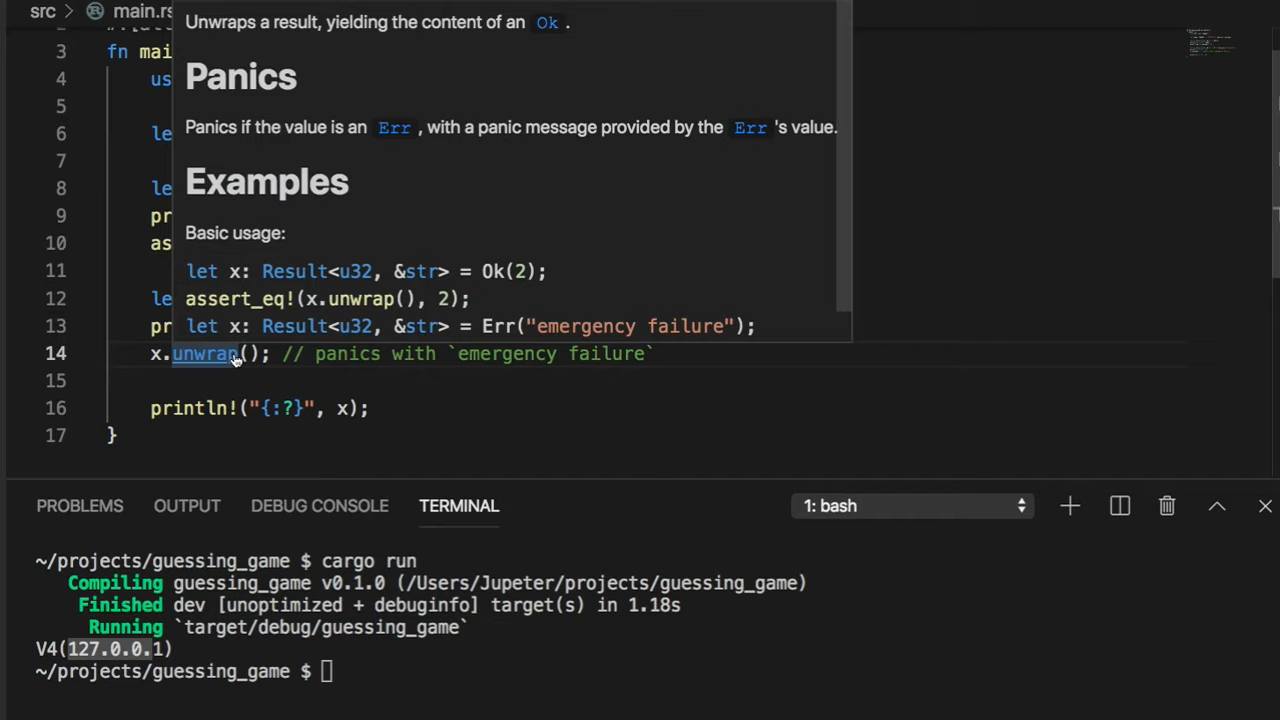 src > main.rs
Unwraps a result, yielding the content of an Ok .
3 fn main
Panics
4 us
5
Panics if the value is an Err , with a panic message provided by the Err 's value.
6 le
7
Examples
8 le
9 pr
Basic usage:
10 as
11 let x: Result<u32, &str> = Ok(2);
12 le assert_eq!(x.unwrap(), 2);
13 pr let x: Result<u32, &str> = Err("emergency failure");
14 x.unwrap(); // panics with `emergency failure`
15
16 println!("{:?}", x);
17 }
PROBLEMS OUTPUT DEBUG CONSOLE TERMINAL 1: bash
~/projects/guessing_game $ cargo run
Compiling guessing_game v0.1.0 (/Users/Jupeter/projects/guessing_game)
Finished dev [unoptimized + debuginfo] target(s) in 1.18s
Running `target/debug/guessing_game`
V4(127.0.0.1)
~/projects/guessing_game $